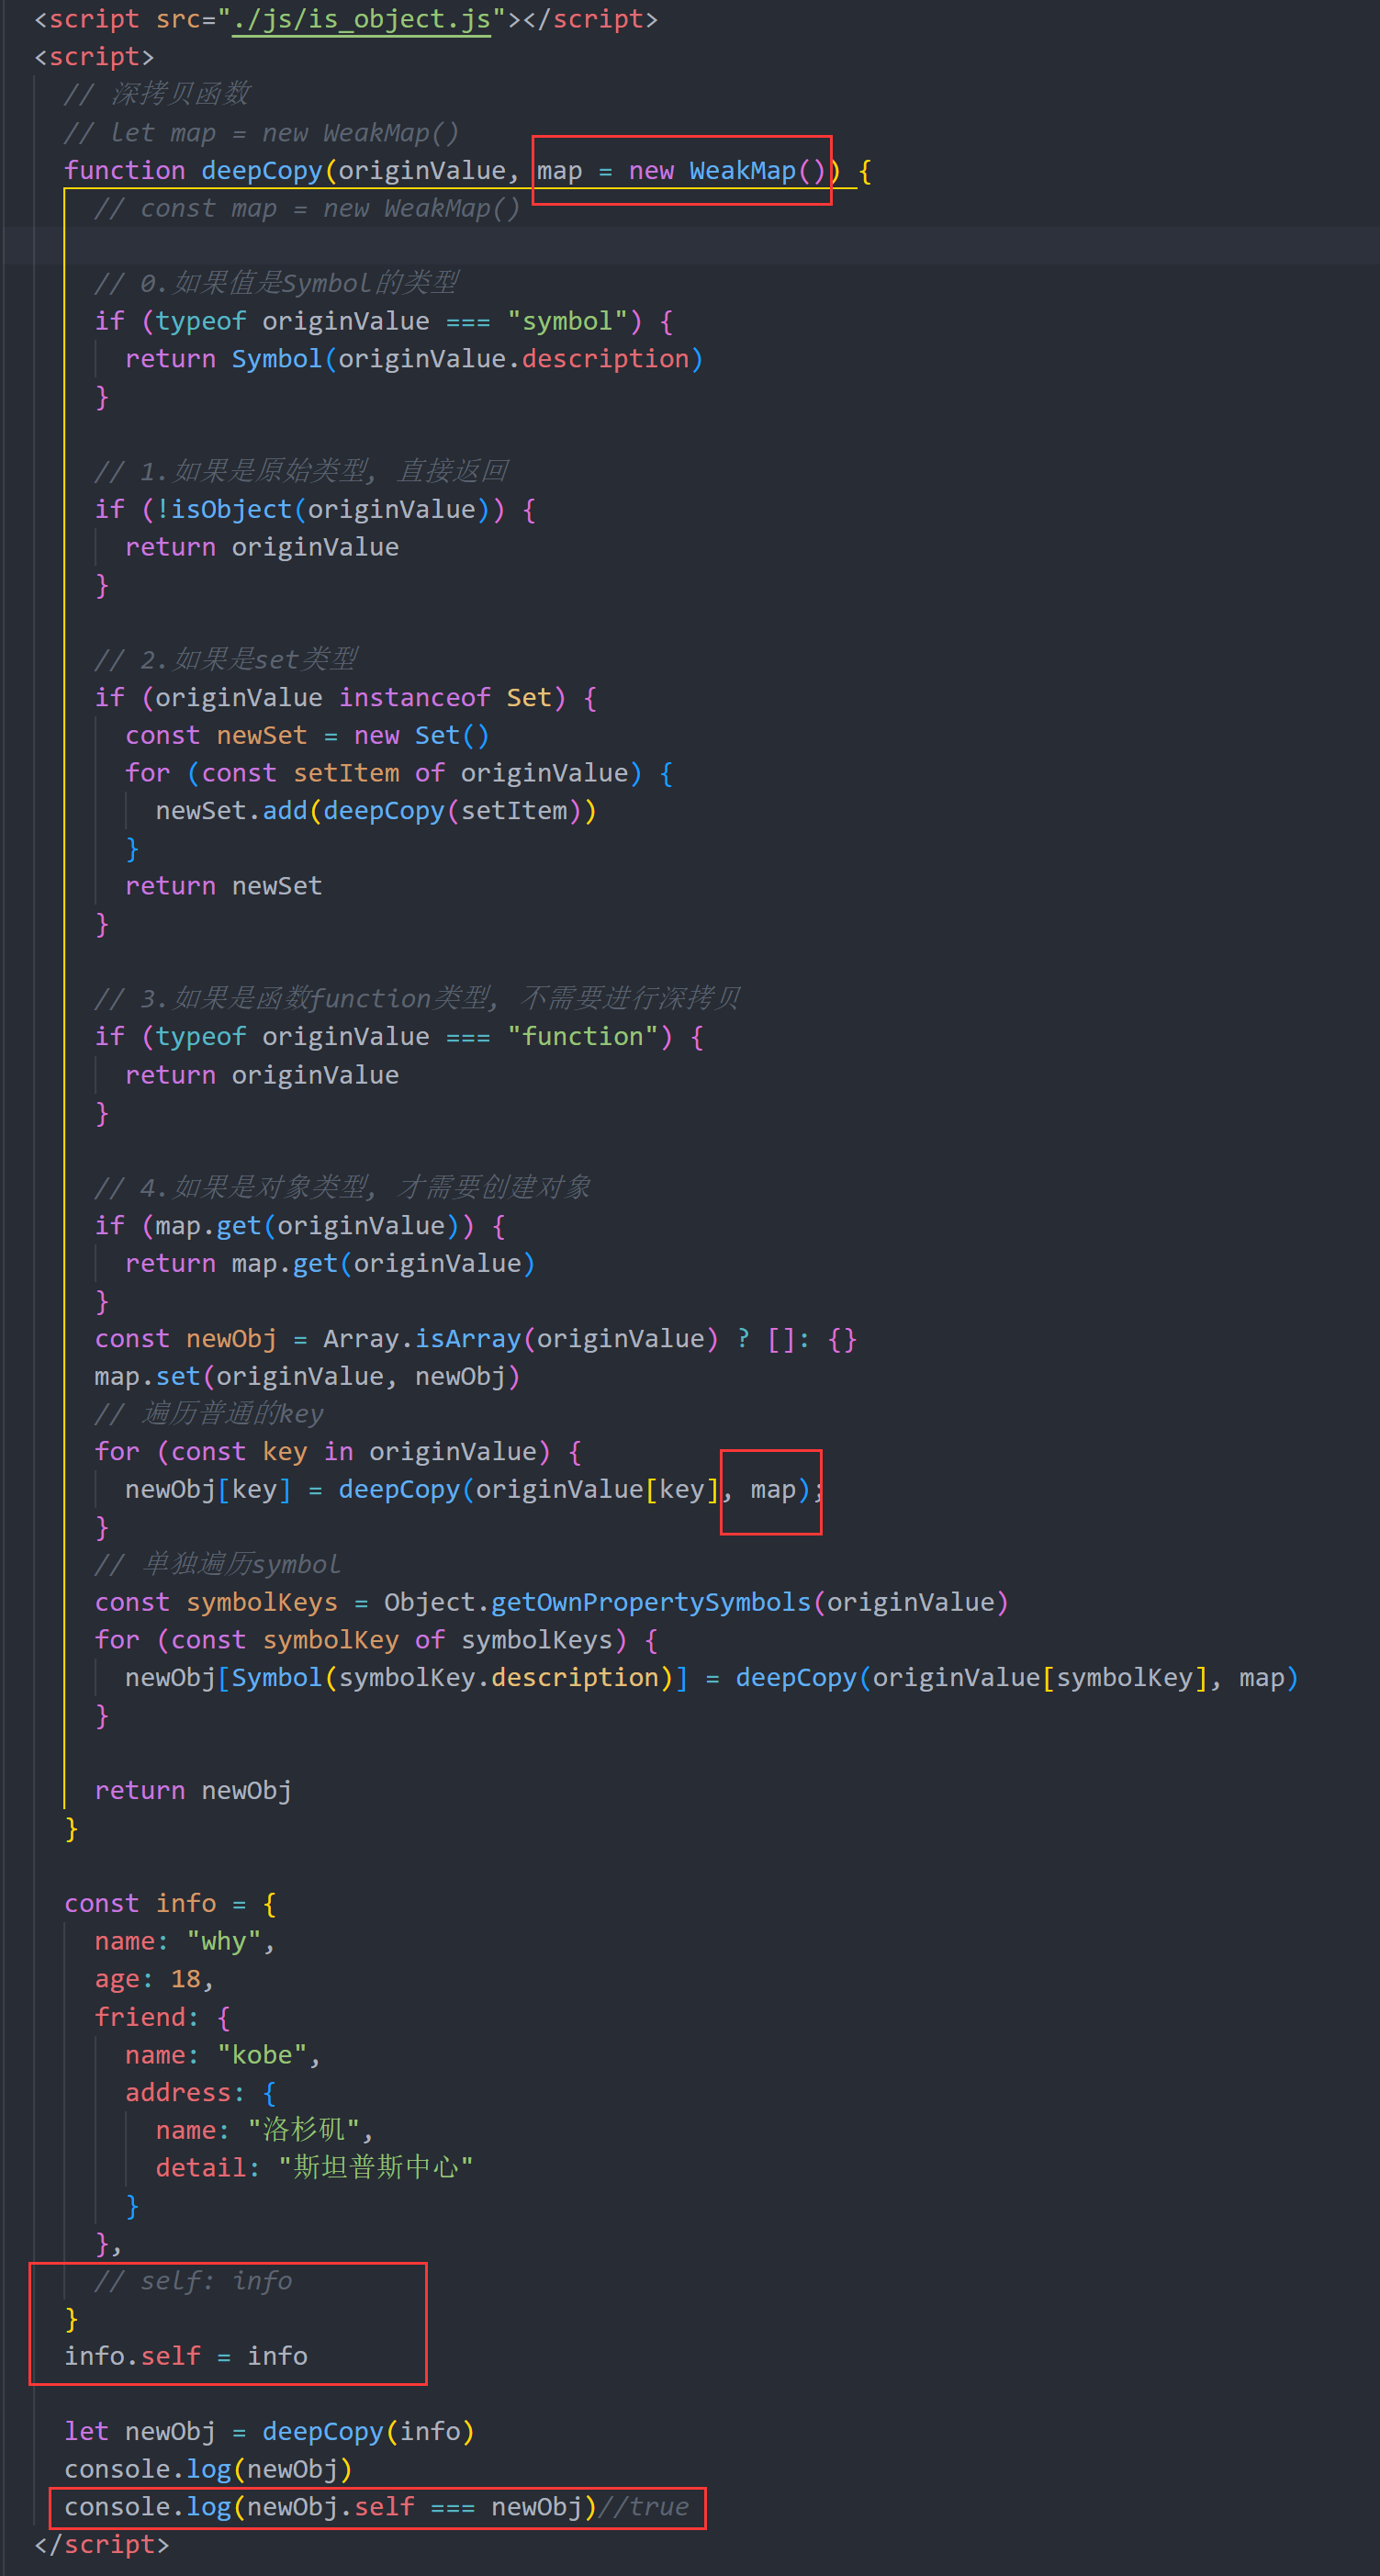 <script src="./js/is_object.js"></script>
<script>
// 深拷贝函数
// let map = new WeakMap()
function deepCopy(originValue, map = new WeakMap()) {
// const map = new WeakMap()
// 0.如果值是Symbol的类型
if (typeof originValue === "symbol") {
return Symbol(originValue.description)
}
// 1.如果是原始类型, 直接返回
if (!isObject(originValue)) {
return originValue
}
// 2.如果是set类型
if (originValue instanceof Set) {
const newSet = new Set()
for (const setItem of originValue) {
newSet.add(deepCopy(setItem))
}
return newSet
}
// 3.如果是函数function类型, 不需要进行深拷贝
if (typeof originValue === "function") {
return originValue
}
// 4.如果是对象类型, 才需要创建对象
if (map.get(originValue)) {
return map.get(originValue)
}
const newObj = Array.isArray(originValue) ? []: {}
map.set(originValue, newObj)
// 遍历普通的key
for (const key in originValue) {
newObj[key] = deepCopy(originValue[key], map);
}
// 单独遍历symbol
const symbolKeys = Object.getOwnPropertySymbols(originValue)
for (const symbolKey of symbolKeys) {
newObj[Symbol(symbolKey.description)] = deepCopy(originValue[symbolKey], map)
}
return newObj
}
const info = {
name: "why",
age: 18,
friend: {
name: "kobe",
address: {
name: "洛杉矶",
detail: "斯坦普斯中心"
}
},
// self: info
}
info.self = info
let newObj = deepCopy(info)
console.log(newObj)
console.log(newObj.self === newObj)//true
</script>